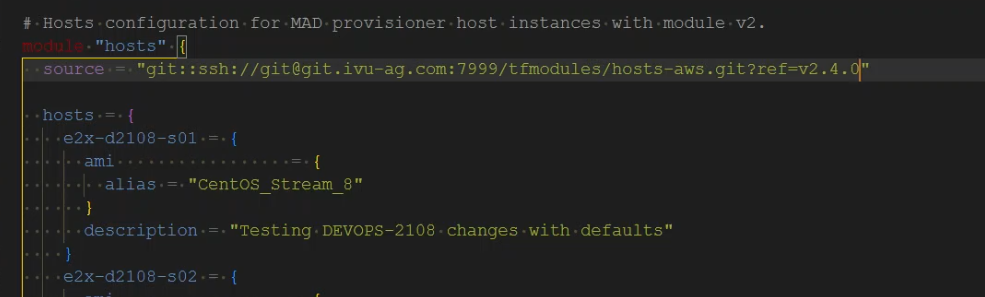 # Hosts configuration for MAD provisioner host instances with module v2.
module "hosts" {
source = "git::ssh://git@git.ivu-ag.com:7999/tfmodules/hosts-aws.git?ref=v2.4.0"
hosts = {
e2x-d2108-s01 = {
ami = {
alias = "CentOS_Stream_8"
}
description = "Testing DEVOPS-2108 changes with defaults"
}
e2x-d2108-s02 = {